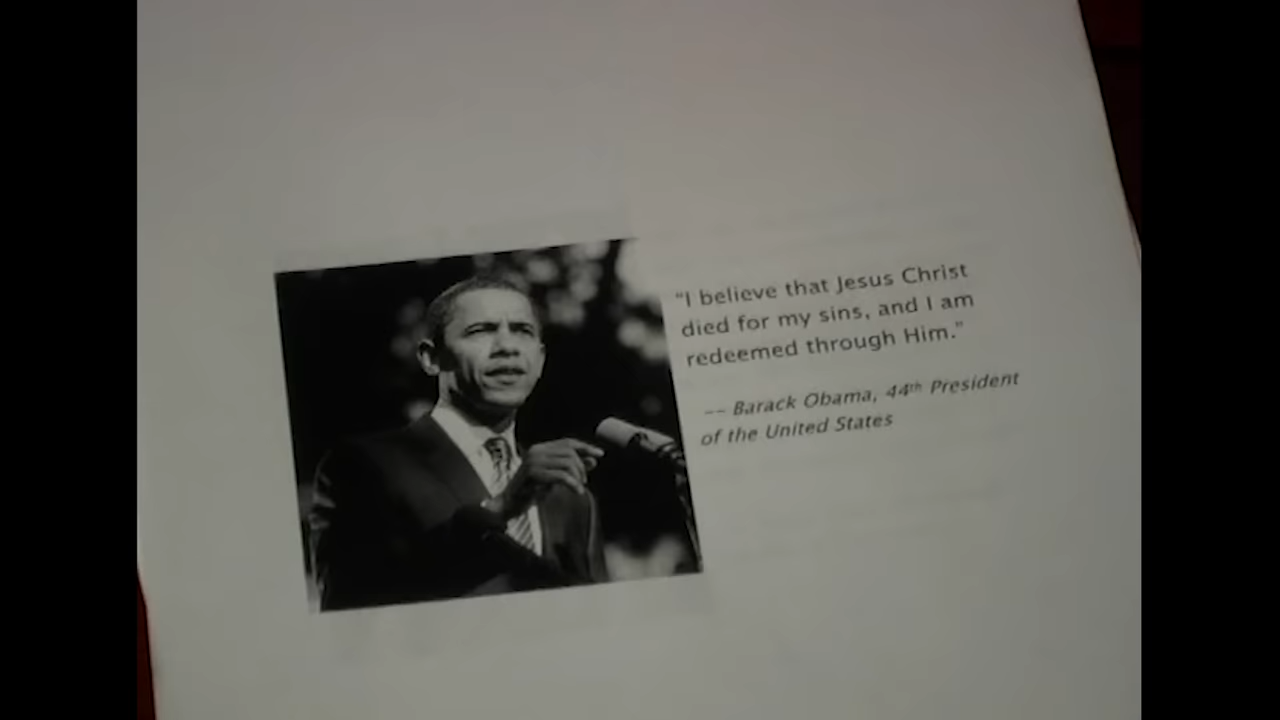 "I believe that Jesus Christ
died for my sins, and I am
redeemed through Him."
-- Barack Obama, 44th President
of the United States